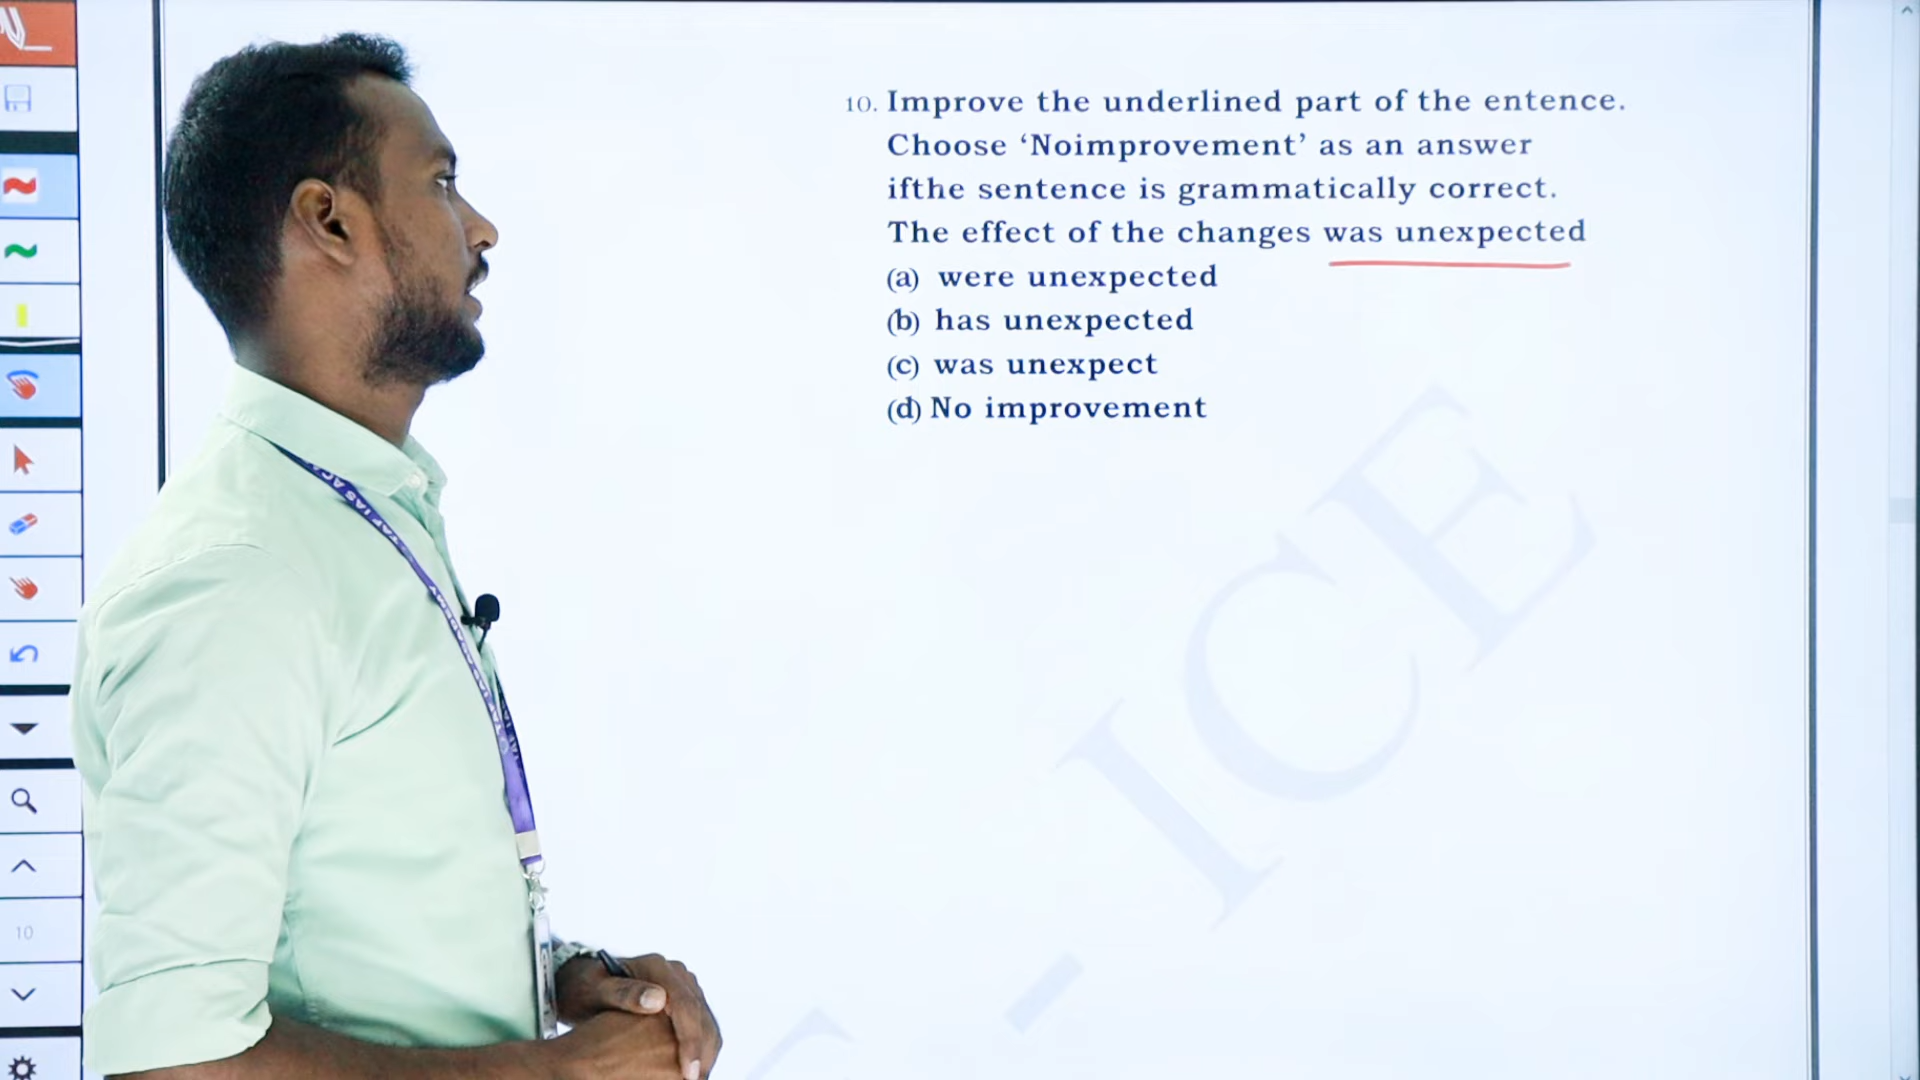 10. Improve the underlined part of the entence.
Choose ‘Noimprovement’ as an answer
ifthe sentence is grammatically correct.
The effect of the changes was unexpected
(a) were unexpected
(b) has unexpected
(c) was unexpect
(d) No improvement
ICE
10